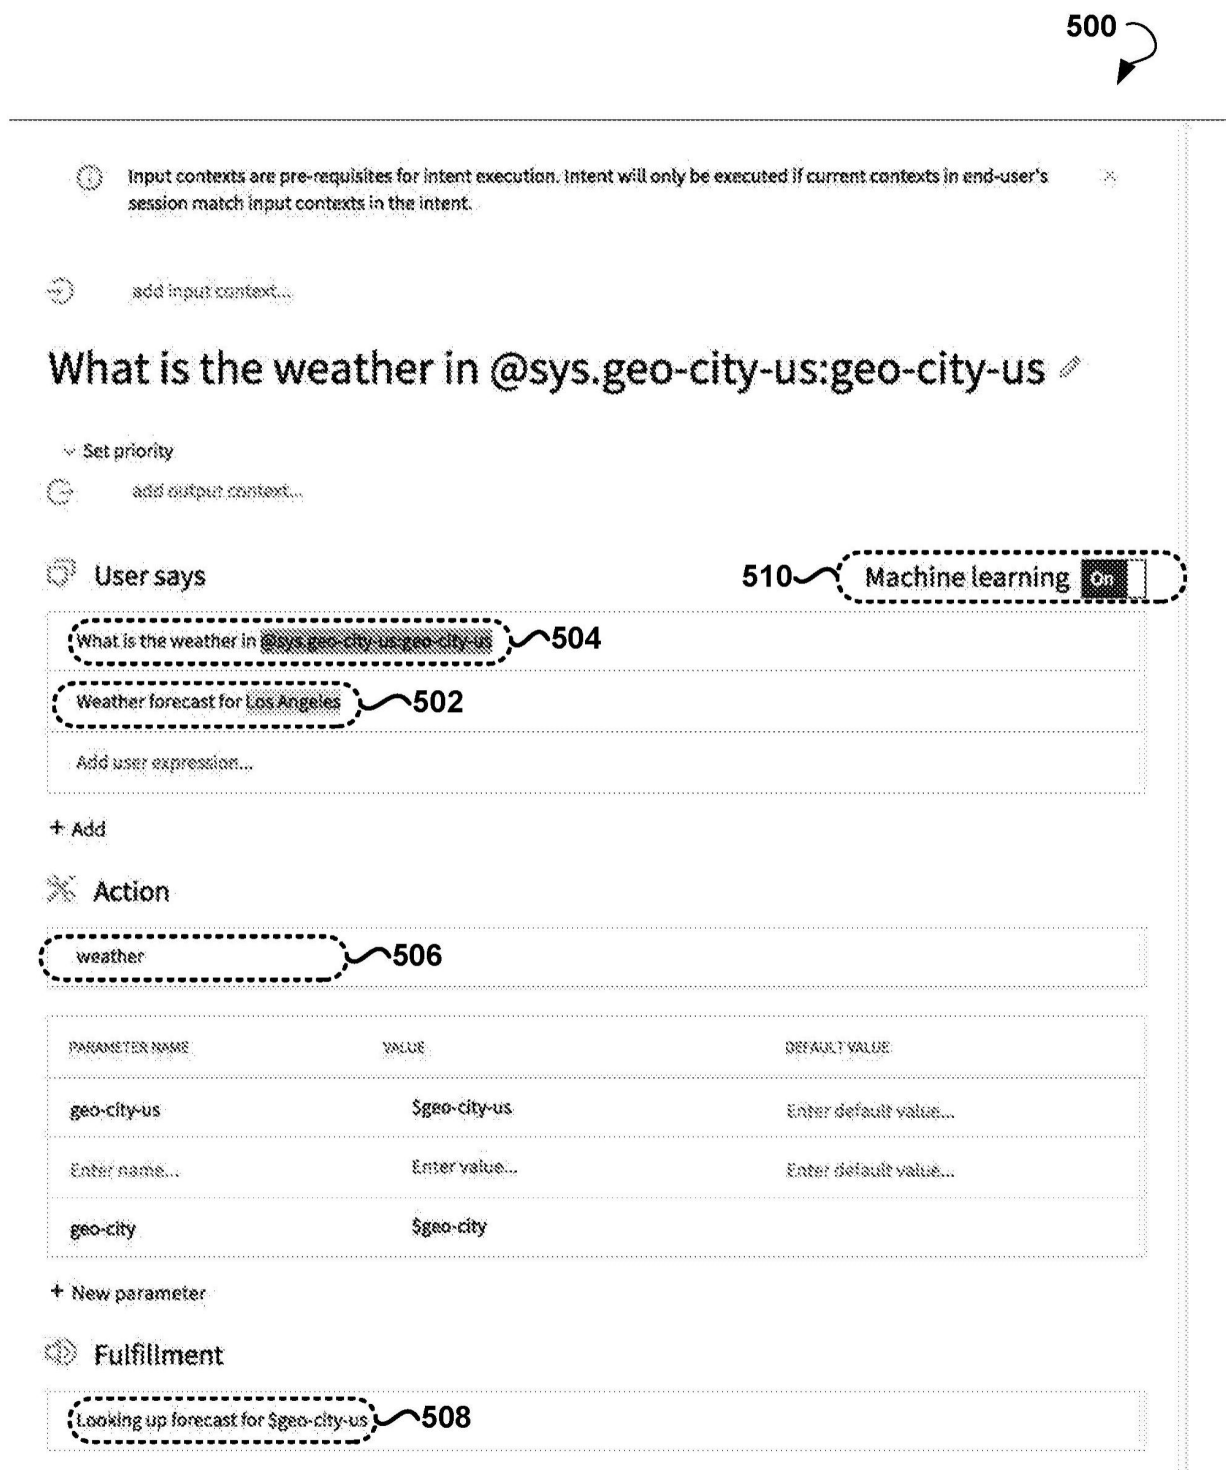 500
Input contexts are pre-requisites for intent execution. Intent will only be executed if current contexts in end-user's
session match input contexts in the intent.
add input context...
What is the weather in @sys.geo-city-us:geo-city-us
Set priority
add output context...
User says
510 Machine learning On
What is the weather in @sys.geo-city-us:geo-city-us 504
Weather forecast for Los Angeles 502
Add user expression...
+ Add
Action
weather 506
PARAMETER NAME VALUE DEFAULT VALUE
geo-city-us $geo-city-us Enter default value...
Enter name... Enter value... Enter default value...
geo-city $geo-city
+ New parameter
Fulfillment
Looking up forecast for $geo-city-us 508